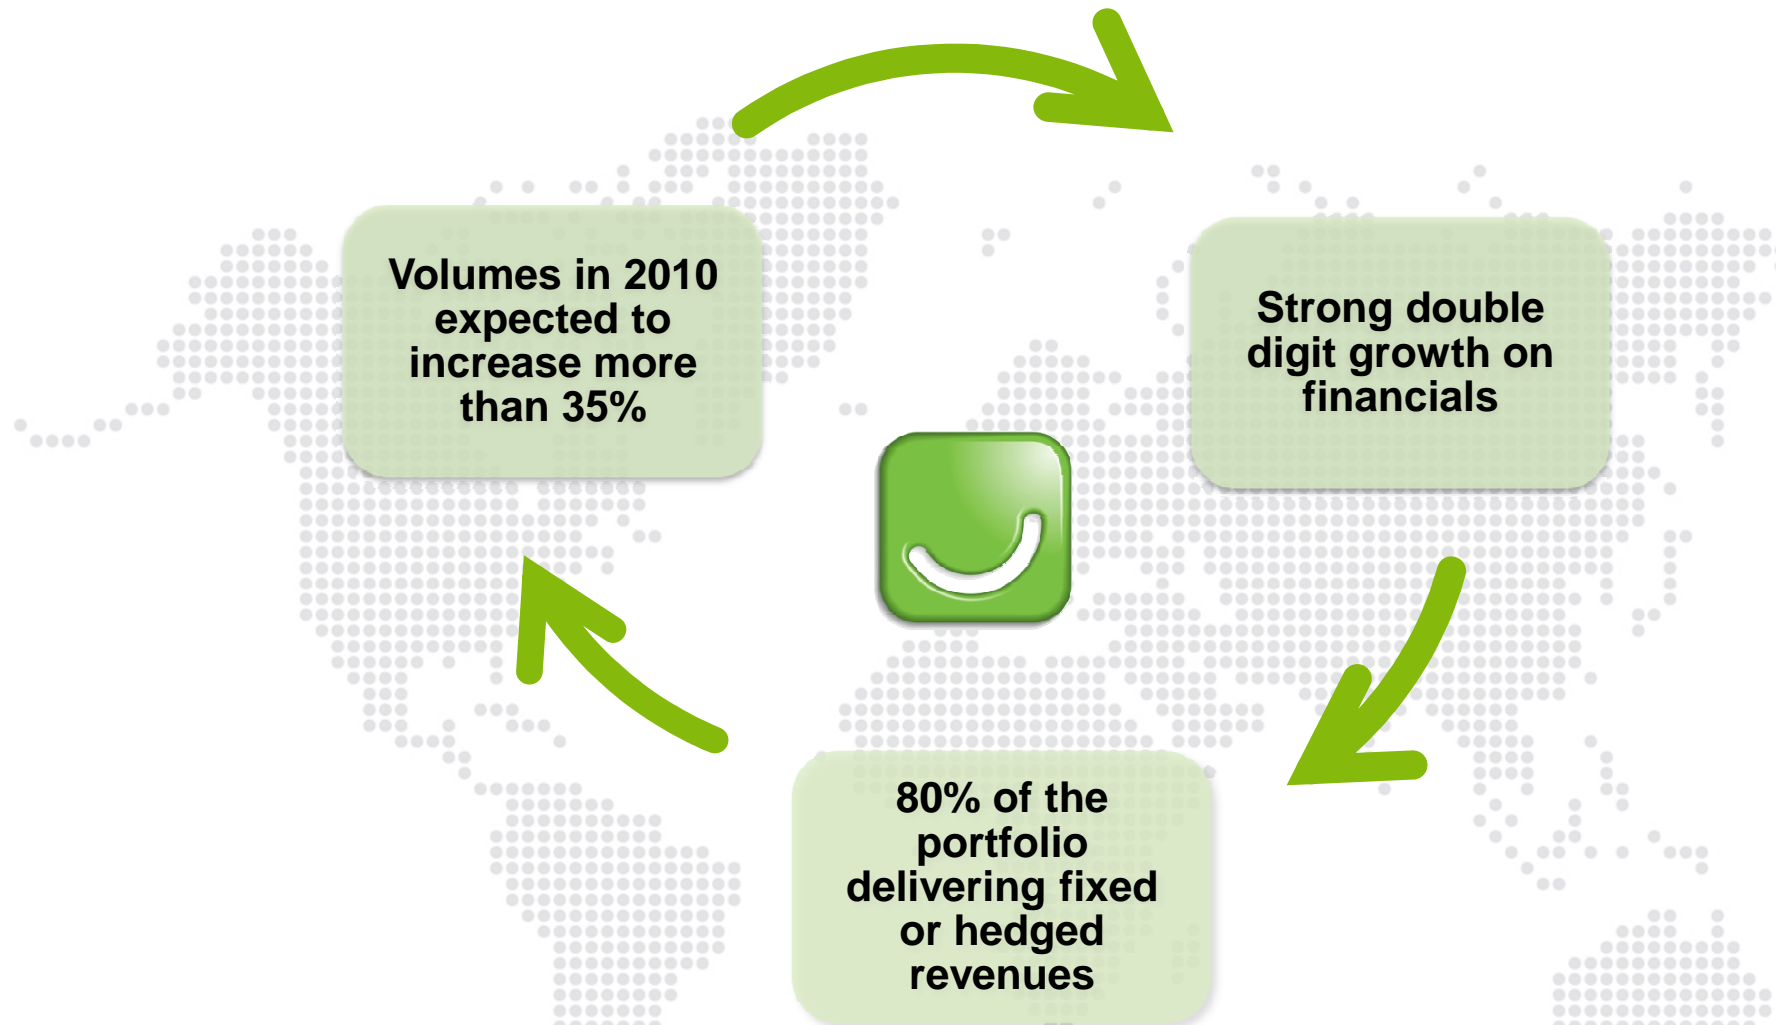 Volumes in 2010
expected to
increase more
than 35%
Strong double
digit growth on
financials
80% of the
portfolio
delivering fixed
or hedged
revenues